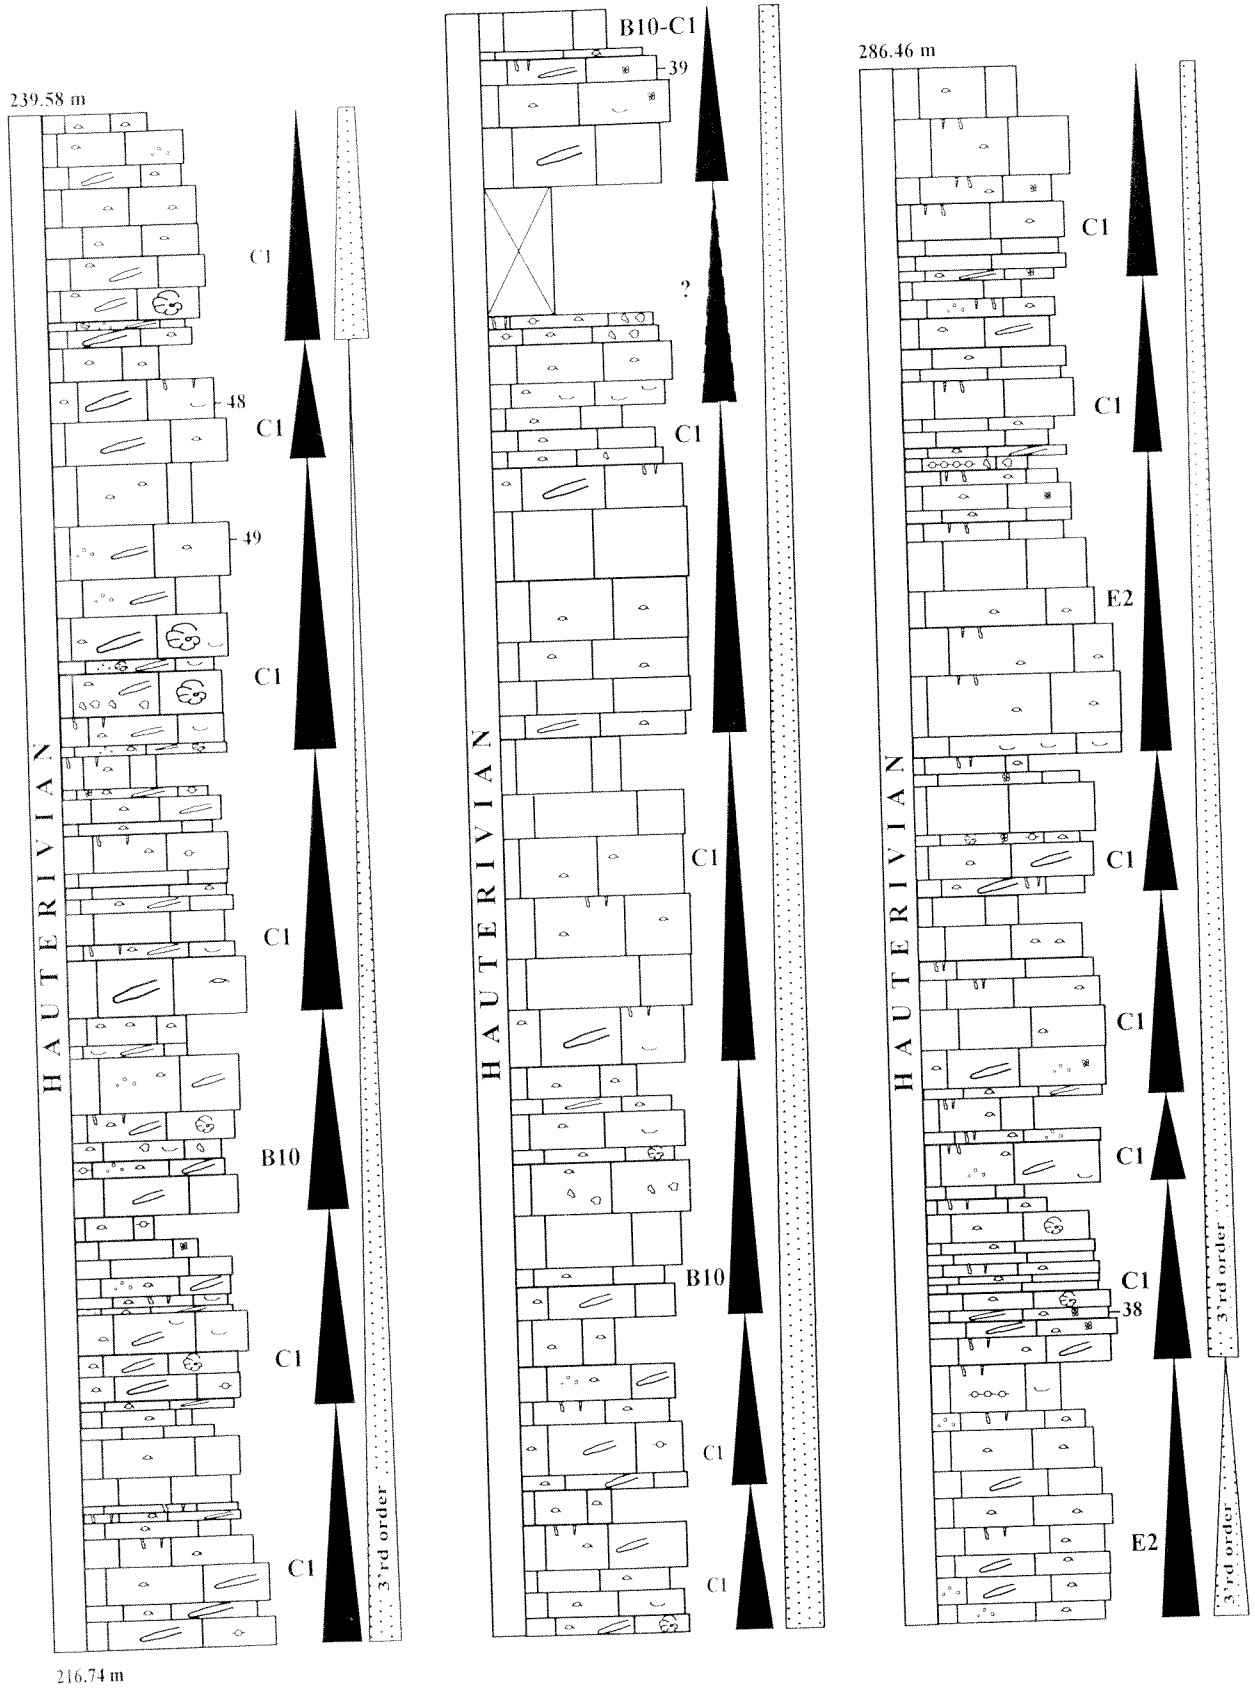 239.58 m
C1
48
C1
49
C1
C1
B10
C1
C1
HAUTERIVIAN
3'rd order
216.74 m
B10-C1
39
?
C1
C1
B10
C1
C1
HAUTERIVIAN
286.46 m
C1
C1
E2
C1
C1
C1
C1
38
E2
HAUTERIVIAN
3'rd order
3'rd order